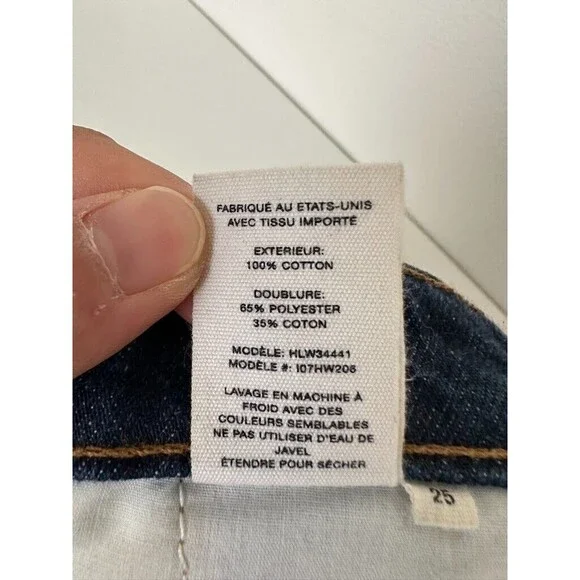 FABRIQUÉ AU ETATS-UNIS
AVEC TISSU IMPORTÉ
EXTERIEUR:
100% COTTON
DOUBLURE:
65% POLYESTER
35% COTON
MODÈLE: HLW34441
MODÈLE #: I07HW206
LAVAGE EN MACHINE À
FROID AVEC DES
COULEURS SEMBLABLES
NE PAS UTILISER D'EAU DE
JAVEL
ÉTENDRE POUR SÉCHER
25